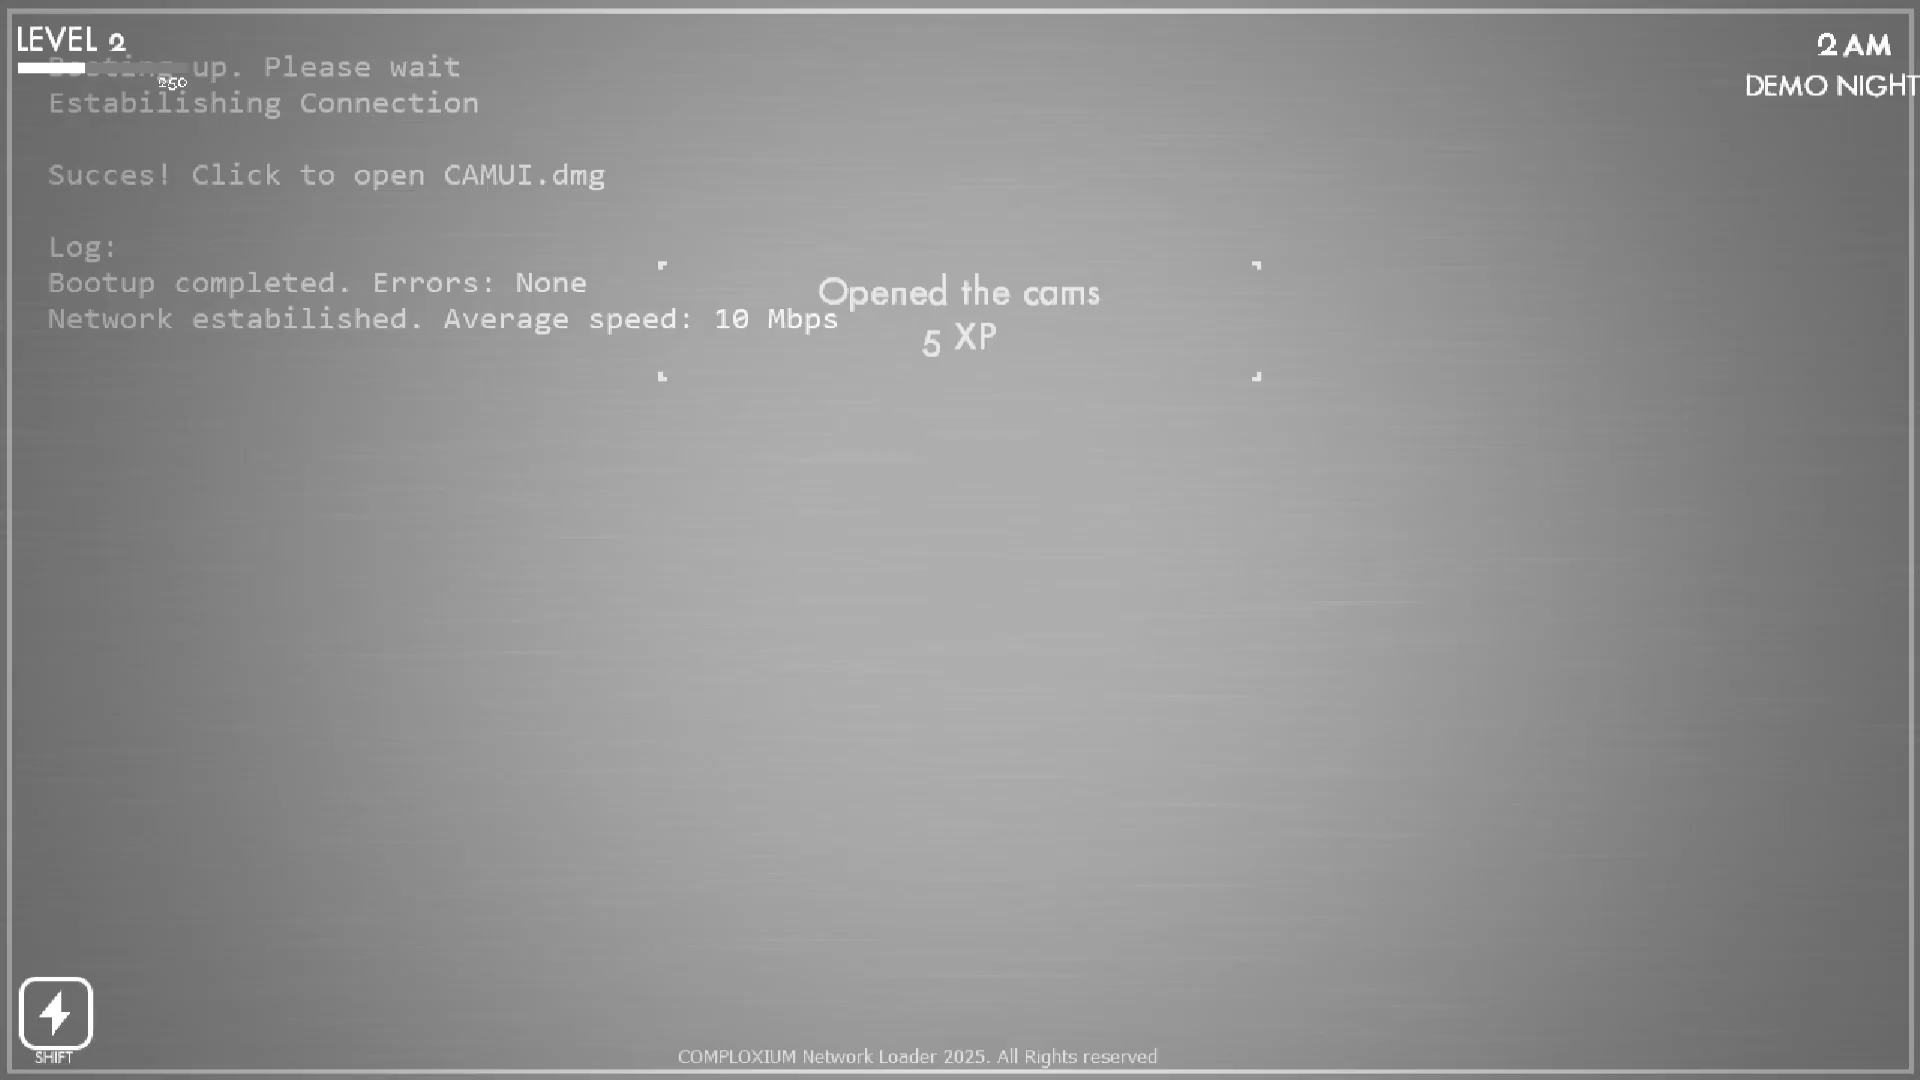 LEVEL 2
250
Booting up. Please wait
Estabilishing Connection
Succes! Click to open CAMUI.dmg
Log:
Bootup completed. Errors: None
Network estabilished. Average speed: 10 Mbps
Opened the cams
5 XP
2 AM
DEMO NIGHT
SHIFT
COMPLOXIUM Network Loader 2025. All Rights reserved